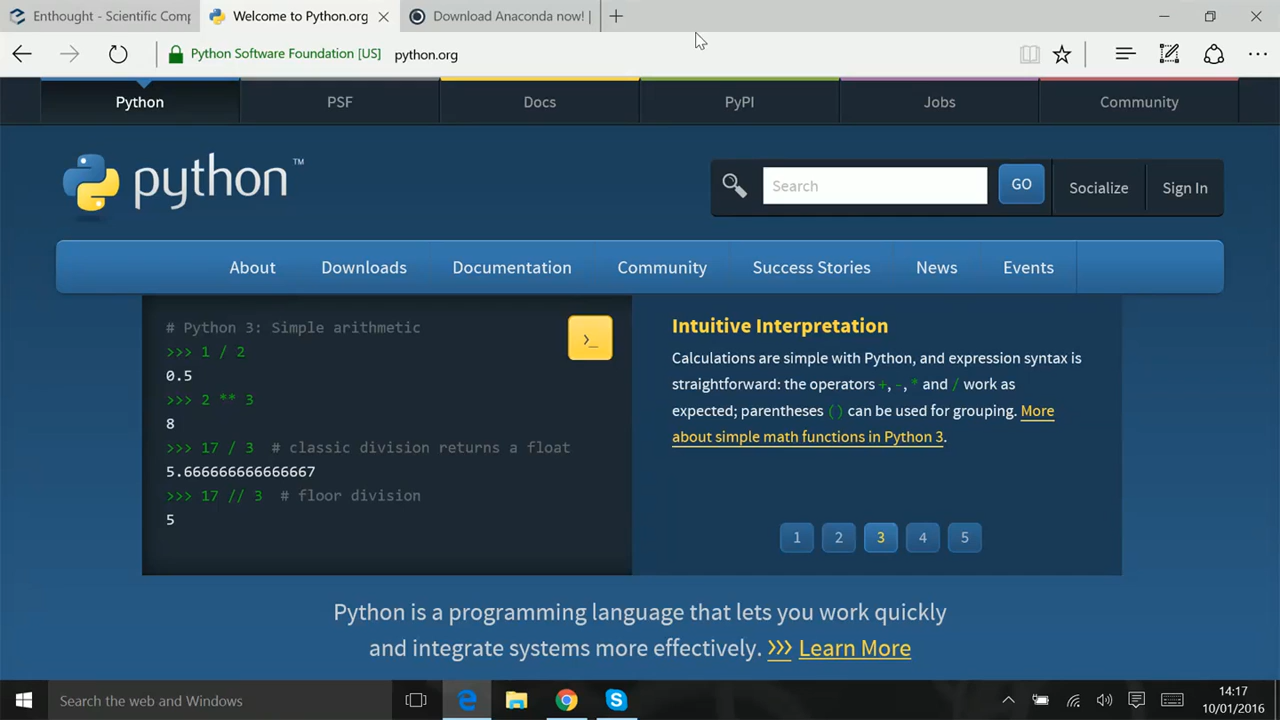 Enthought - Scientific Comp
Welcome to Python.org
Download Anaconda now! |
Python Software Foundation [US]
python.org
Python
PSF
Docs
PyPI
Jobs
Community
python™
Search
GO
Socialize
Sign In
About
Downloads
Documentation
Community
Success Stories
News
Events
# Python 3: Simple arithmetic
>>> 1 / 2
0.5
>>> 2 ** 3
8
>>> 17 / 3  # classic division returns a float
5.666666666666667
>>> 17 // 3  # floor division
5
>_
Intuitive Interpretation
Calculations are simple with Python, and expression syntax is
straightforward: the operators +, -, * and / work as
expected; parentheses () can be used for grouping. More
about simple math functions in Python 3.
1
2
3
4
5
Python is a programming language that lets you work quickly
and integrate systems more effectively. >>> Learn More
Search the web and Windows
14:17
10/01/2016